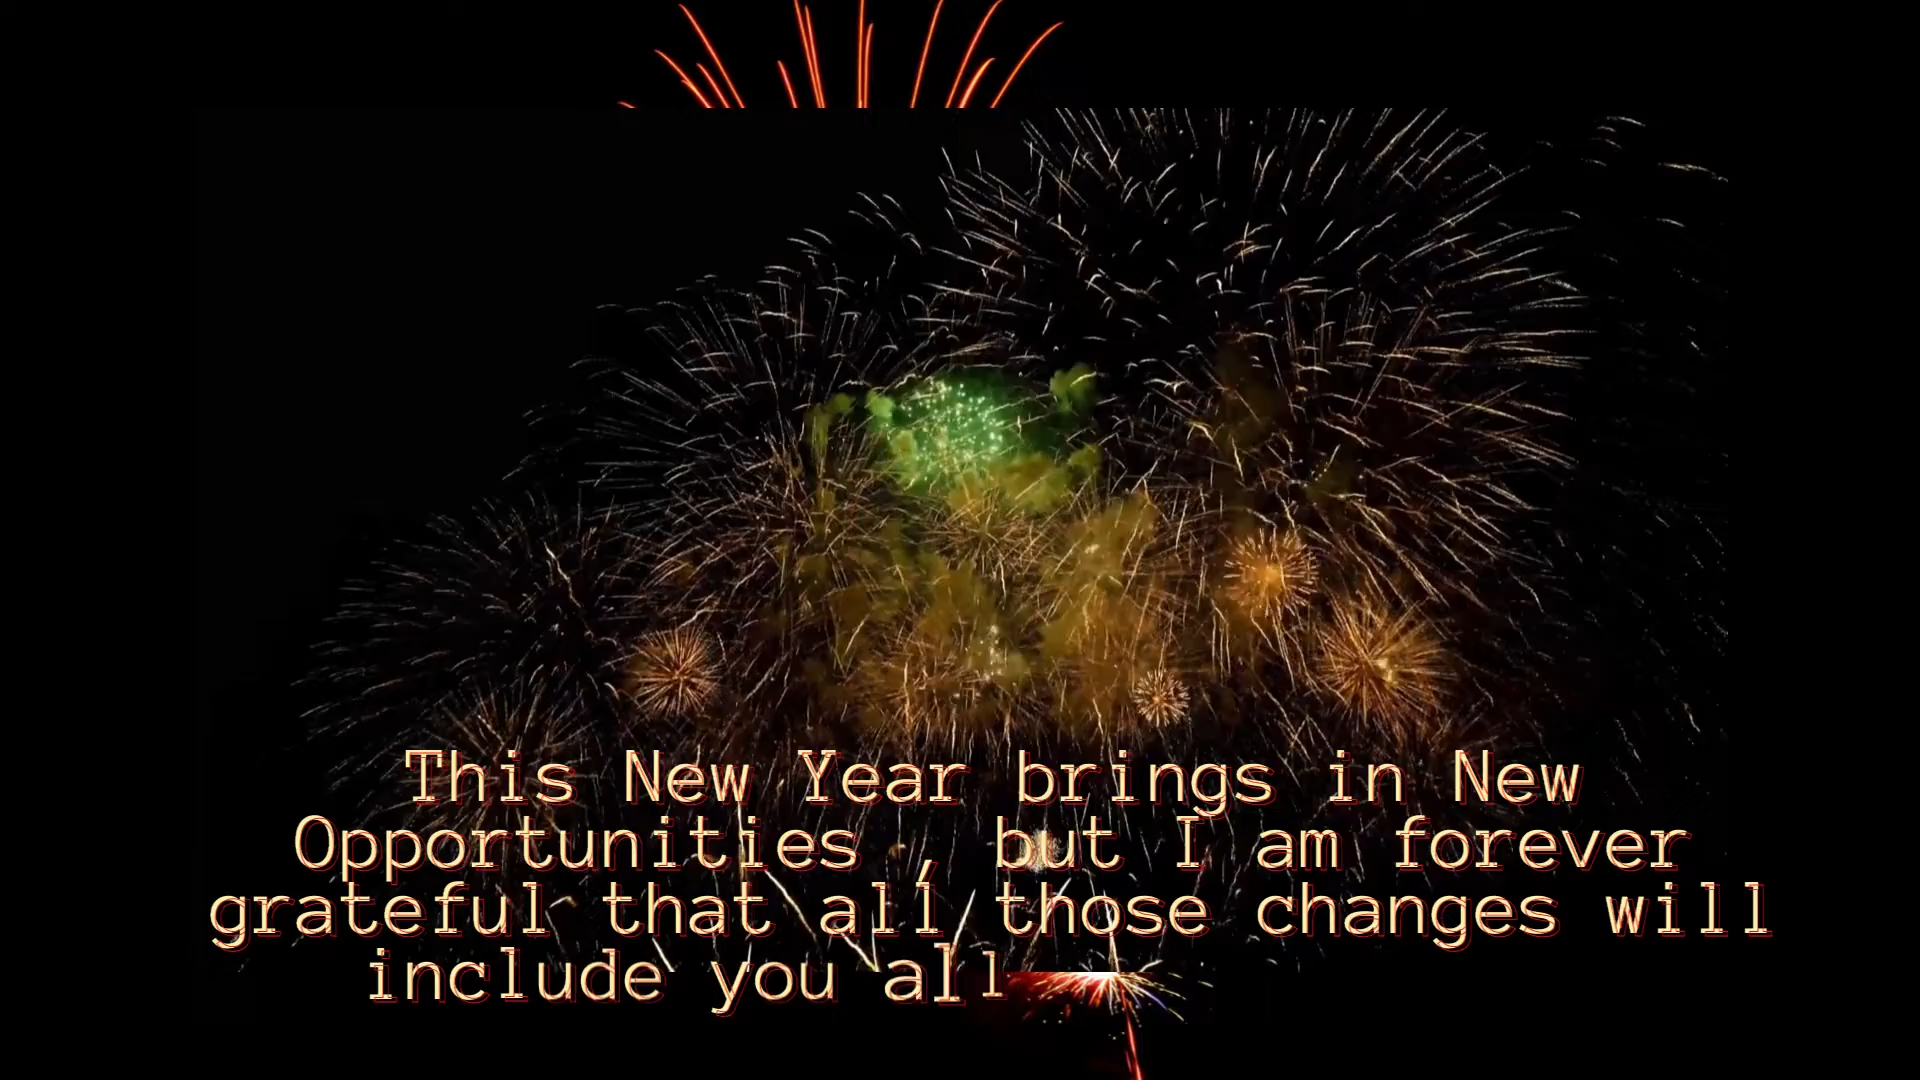 This New Year brings in New
Opportunities , but I am forever
grateful that all those changes will
include you all